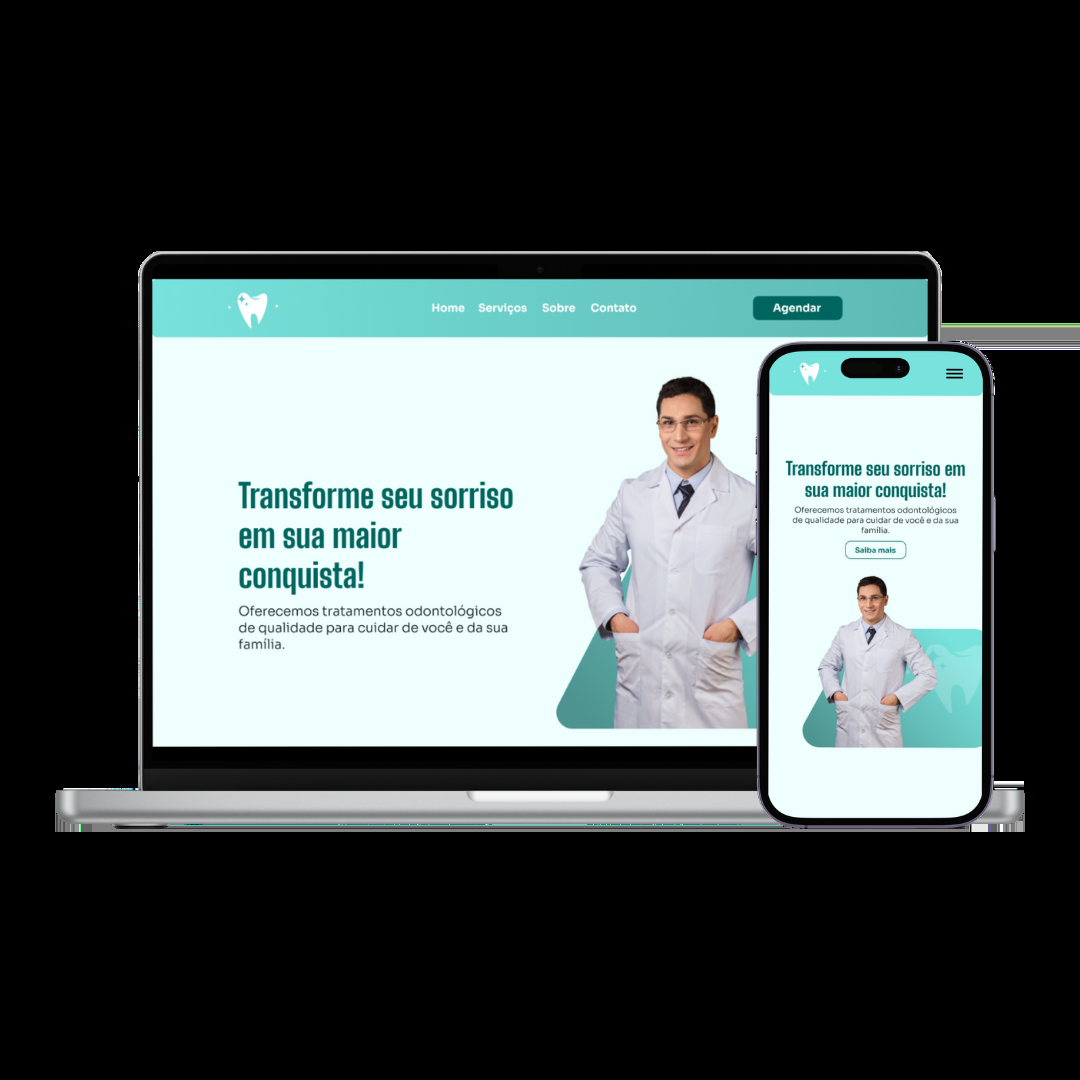 Home Serviços Sobre Contato Agendar
Transforme seu sorriso
em sua maior
conquista!
Oferecemos tratamentos odontológicos
de qualidade para cuidar de você e da sua
família.
Transforme seu sorriso em
sua maior conquista!
Oferecemos tratamentos odontológicos
de qualidade para cuidar de você e da sua
família.
Saiba mais